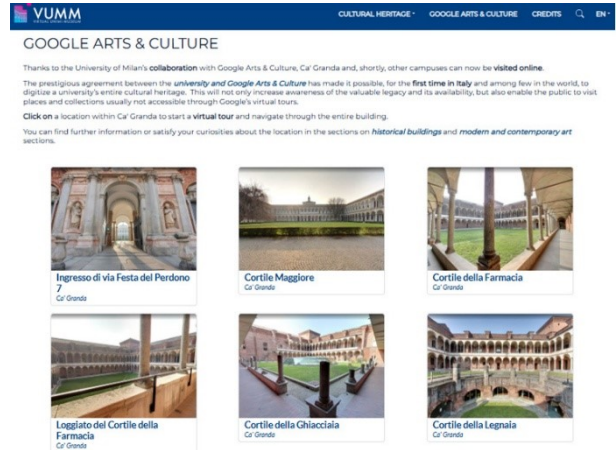 VUMM
CULTURAL HERITAGE
GOOGLE ARTS & CULTURE
CREDITS
EN
GOOGLE ARTS & CULTURE
Thanks to the University of Milan's collaboration with Google Arts & Culture, Ca' Granda and, shortly, other campuses can now be visited online.
The prestigious agreement between the university and Google Arts & Culture has made it possible, for the first time in Italy and among few in the world, to
digitize a university's entire cultural heritage. This will not only increase awareness of the valuable legacy and its availability, but also enable the public to visit
places and collections usually not accessible through Google's virtual tours.
Click on a location within Ca' Granda to start a virtual tour and navigate through the entire building.
You can find further information or satisfy your curiosities about the location in the sections on historical buildings and modern and contemporary art
sections.
Ingresso di via Festa del Perdono
7
Ca' Granda
Cortile Maggiore
Ca' Granda
Cortile della Farmacia
Ca' Granda
Loggiato del Cortile della
Farmacia
Ca' Granda
Cortile della Ghiacciaia
Ca' Granda
Cortile della Legnaia
Ca' Granda